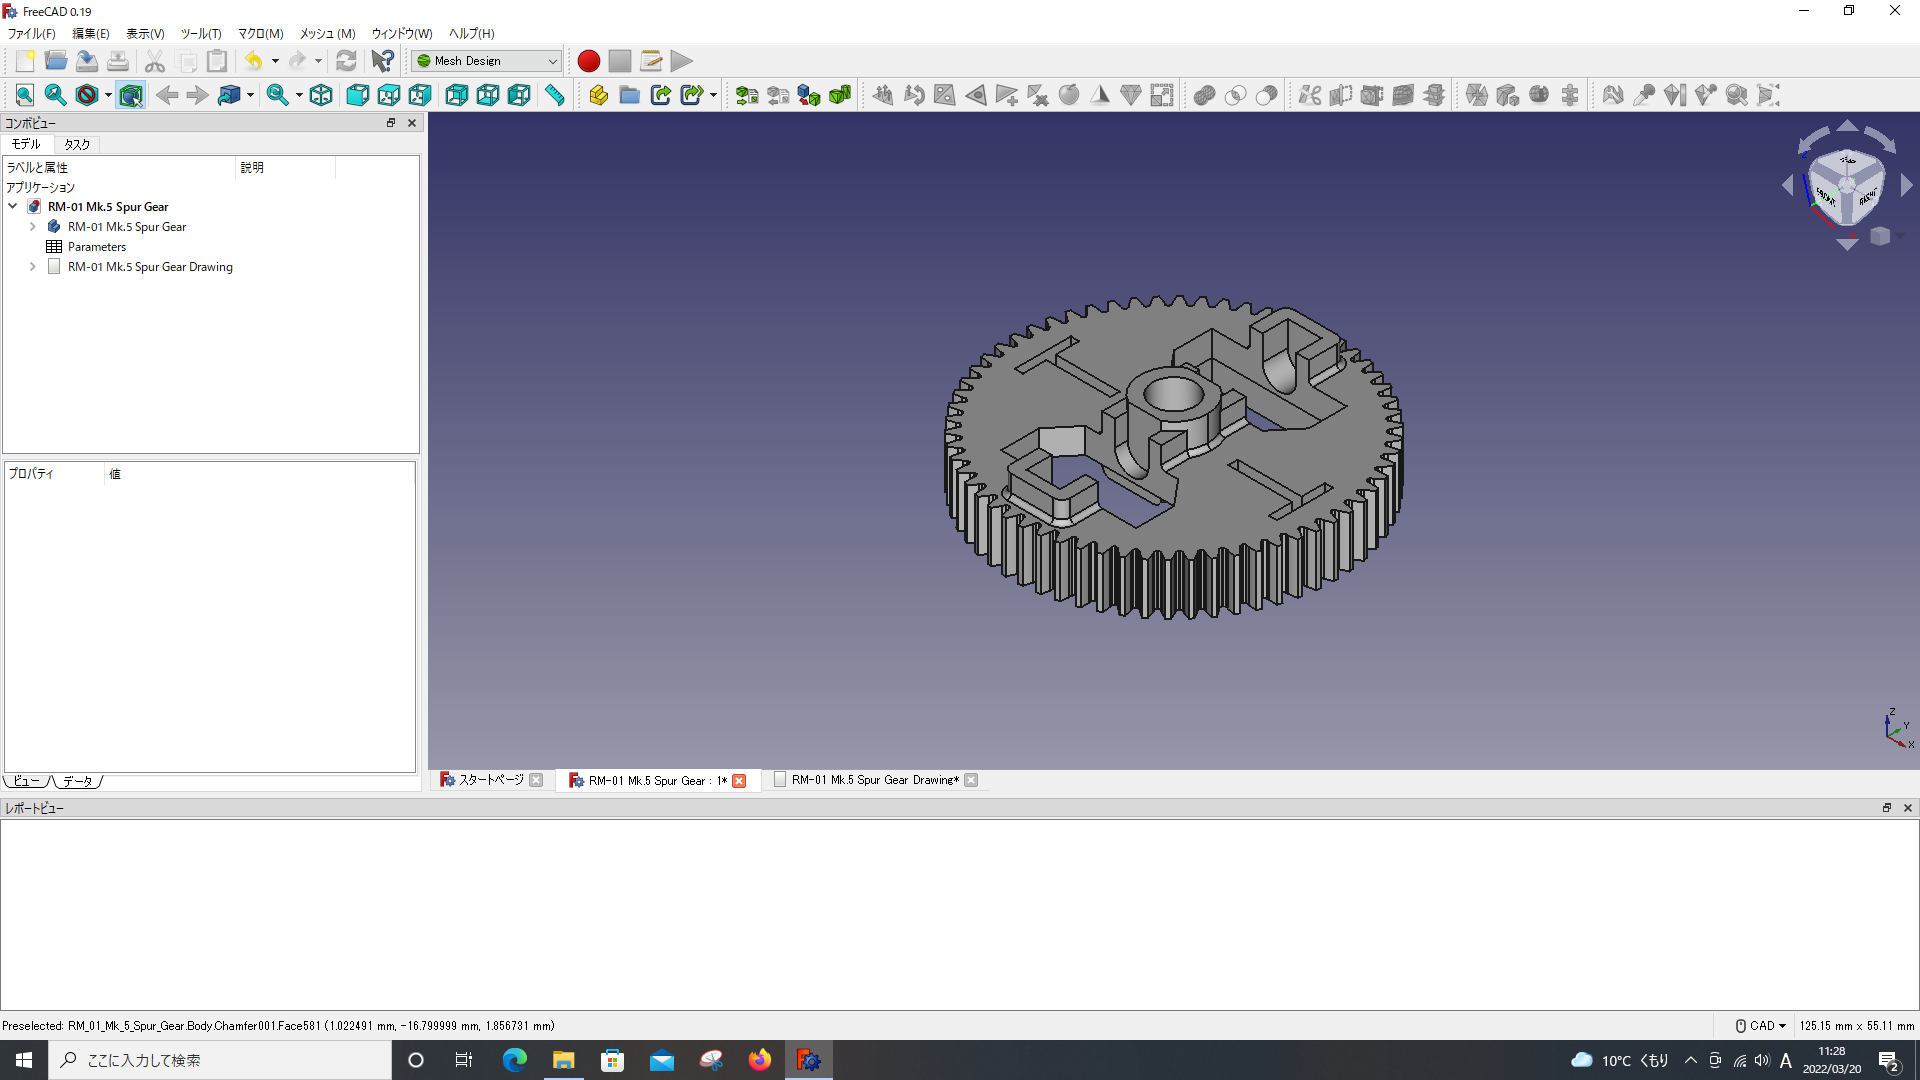 FreeCAD 0.19
ファイル(F) 編集(E) 表示(V) ツール(T) マクロ(M) メッシュ (M) ウィンドウ(W) ヘルプ(H)
Mesh Design
コンボビュー
モデル タスク
ラベルと属性 説明
アプリケーション
RM-01 Mk.5 Spur Gear
RM-01 Mk.5 Spur Gear
Parameters
RM-01 Mk.5 Spur Gear Drawing
プロパティ 値
ビュー データ
TOP
FRONT RIGHT
Z
X
Z
Y
X
スタートページ RM-01 Mk.5 Spur Gear : 1* RM-01 Mk.5 Spur Gear Drawing*
レポートビュー
Preselected: RM_01_Mk_5_Spur_Gear.Body.Chamfer001.Face581 (1.022491 mm, -16.799999 mm, 1.856731 mm)
CAD 125.15 mm x 55.11 mm
ここに入力して検索
10°C くもり A 11:28
2022/03/20
2